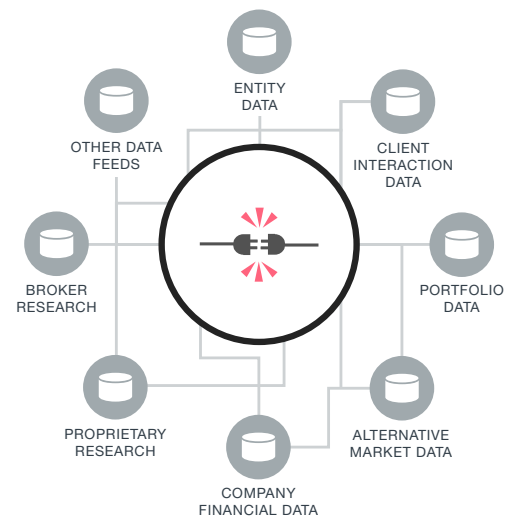 ENTITY
DATA
OTHER DATA
FEEDS
CLIENT
INTERACTION
DATA
BROKER
RESEARCH
PORTFOLIO
DATA
PROPRIETARY
RESEARCH
ALTERNATIVE
MARKET DATA
COMPANY
FINANCIAL DATA